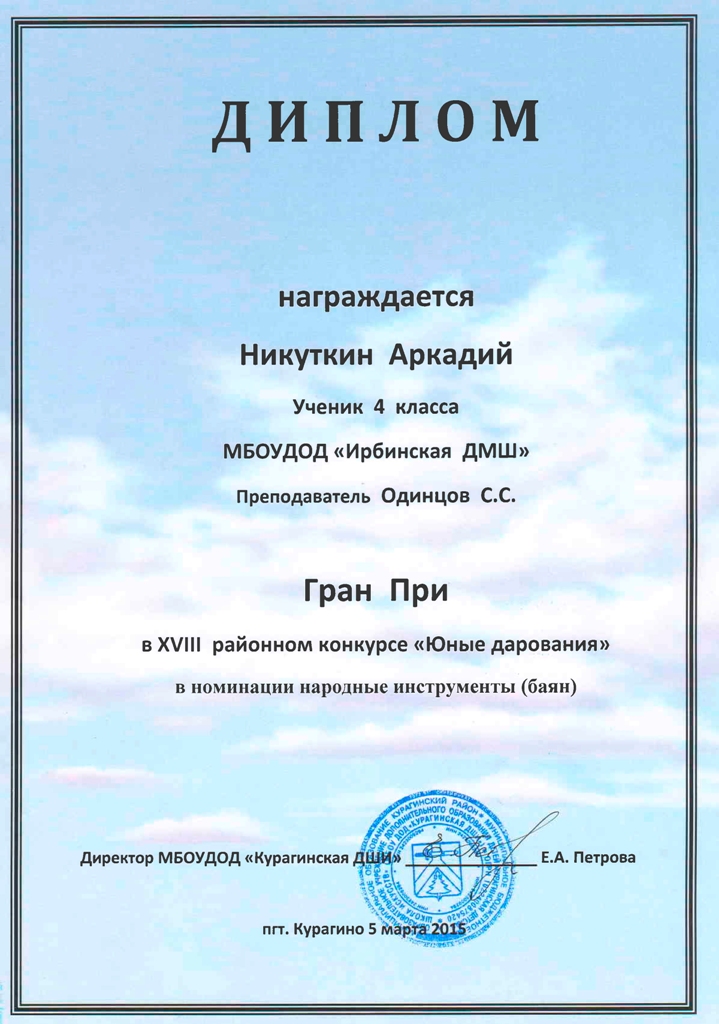 ДИПЛОМ
награждается
Никуткин Аркадий
Ученик 4 класса
МБОУДОД «Ирбинская ДМШ»
Преподаватель Одинцов С.С.
Гран При
в XVIII районном конкурсе «Юные дарования»
в номинации народные инструменты (баян)
Директор МБОУДОД «Курагинская ДШИ» Е.А. Петрова
пгт. Курагино 5 марта 2015